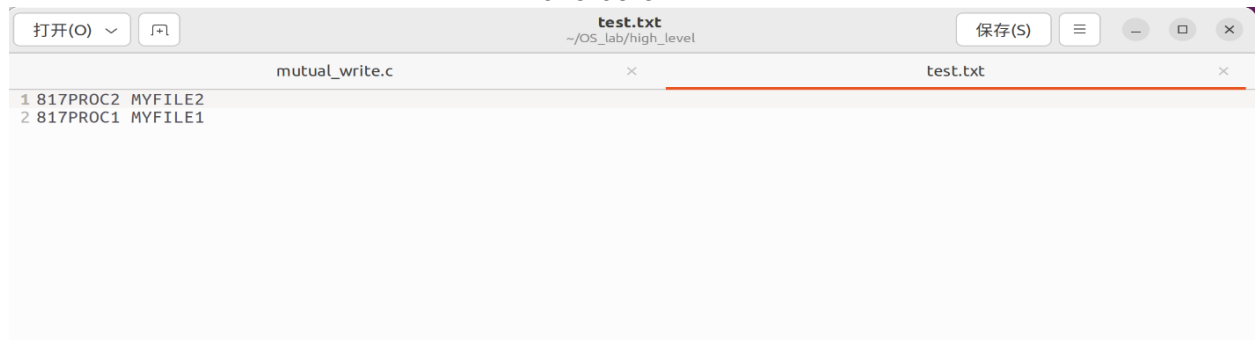 打开(O)
test.txt
~/OS_lab/high_level
保存(S)
mutual_write.c
test.txt
1 817PROC2 MYFILE2
2 817PROC1 MYFILE1